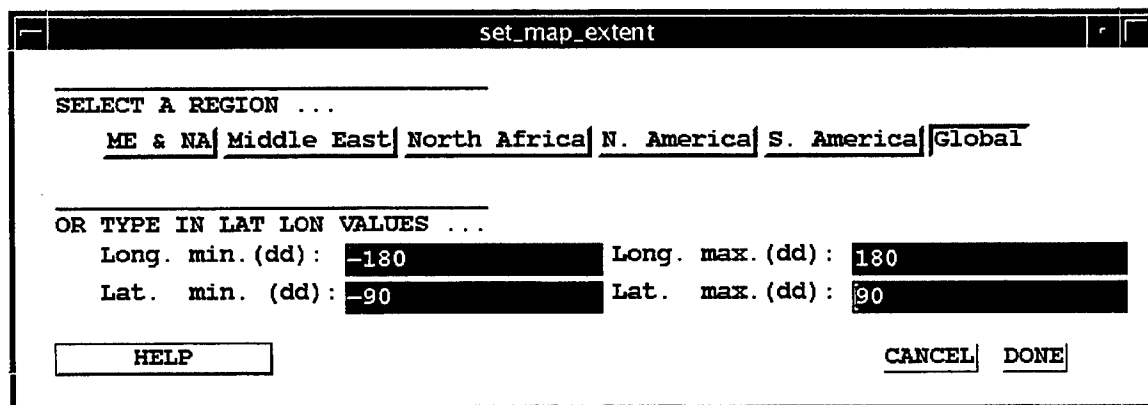 set_map_extent
SELECT A REGION ...
ME & NA Middle East North Africa N. America S. America Global
OR TYPE IN LAT LON VALUES ...
Long. min.(dd): -180 Long. max.(dd): 180
Lat. min. (dd): -90 Lat. max.(dd): 90
HELP CANCEL DONE